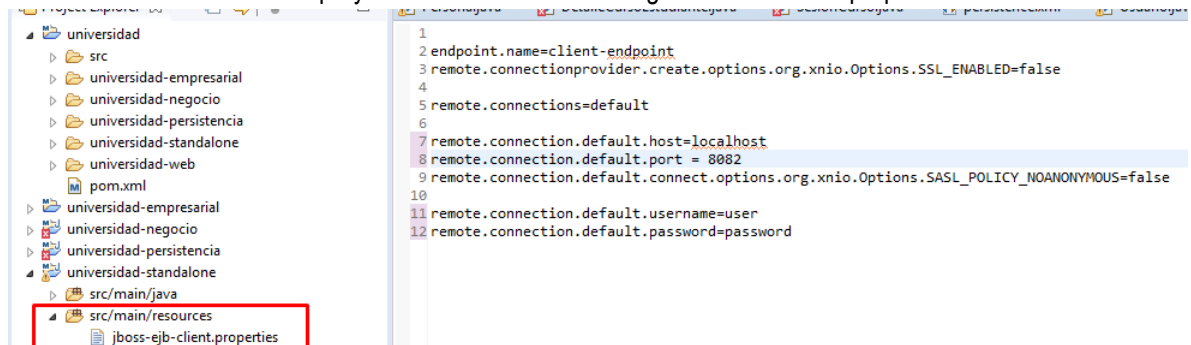 universidad
src
universidad-empresarial
universidad-negocio
universidad-persistencia
universidad-standalone
universidad-web
pom.xml
universidad-empresarial
universidad-negocio
universidad-persistencia
universidad-standalone
src/main/java
src/main/resources
jboss-ejb-client.properties
1
2 endpoint.name=client-endpoint
3 remote.connectionprovider.create.options.org.xnio.Options.SSL_ENABLED=false
4
5 remote.connections=default
6
7 remote.connection.default.host=localhost
8 remote.connection.default.port = 8082
9 remote.connection.default.connect.options.org.xnio.Options.SASL_POLICY_NOANONYMOUS=false
10
11 remote.connection.default.username=user
12 remote.connection.default.password=password